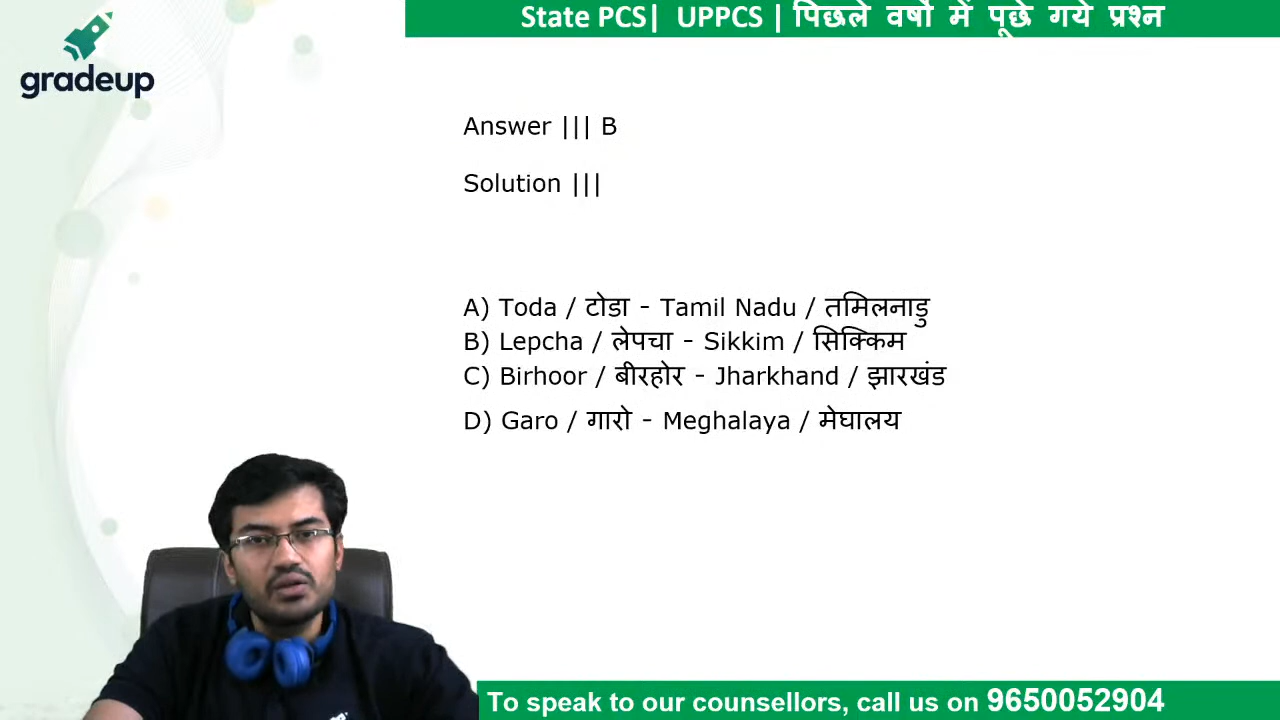 State PCS| UPPCS | पिछले वर्षों में पूछे गये प्रश्न
gradeup
Answer ||| B
Solution |||
A) Toda / टोडा - Tamil Nadu / तमिलनाडु
B) Lepcha / लेपचा - Sikkim / सिक्किम
C) Birhoor / बीरहोर - Jharkhand / झारखंड
D) Garo / गारो - Meghalaya / मेघालय
To speak to our counsellors, call us on 9650052904